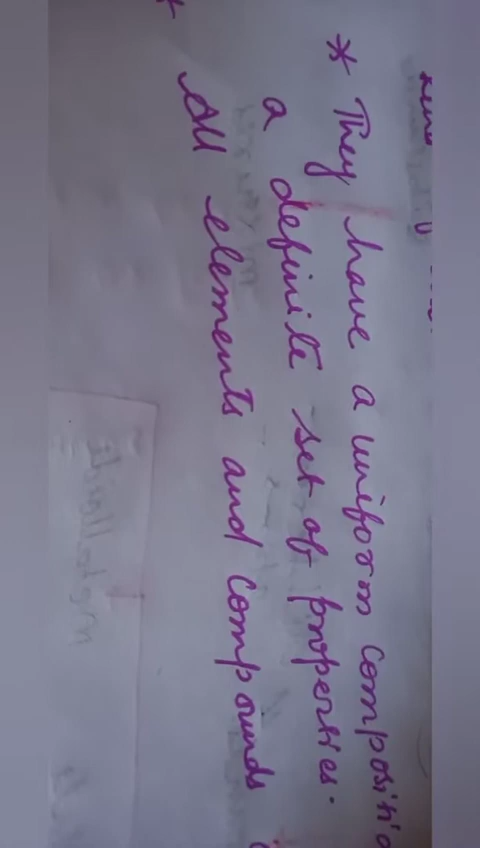 * They have a uniform compositio
a definite set of properties.
* All elements and compounds